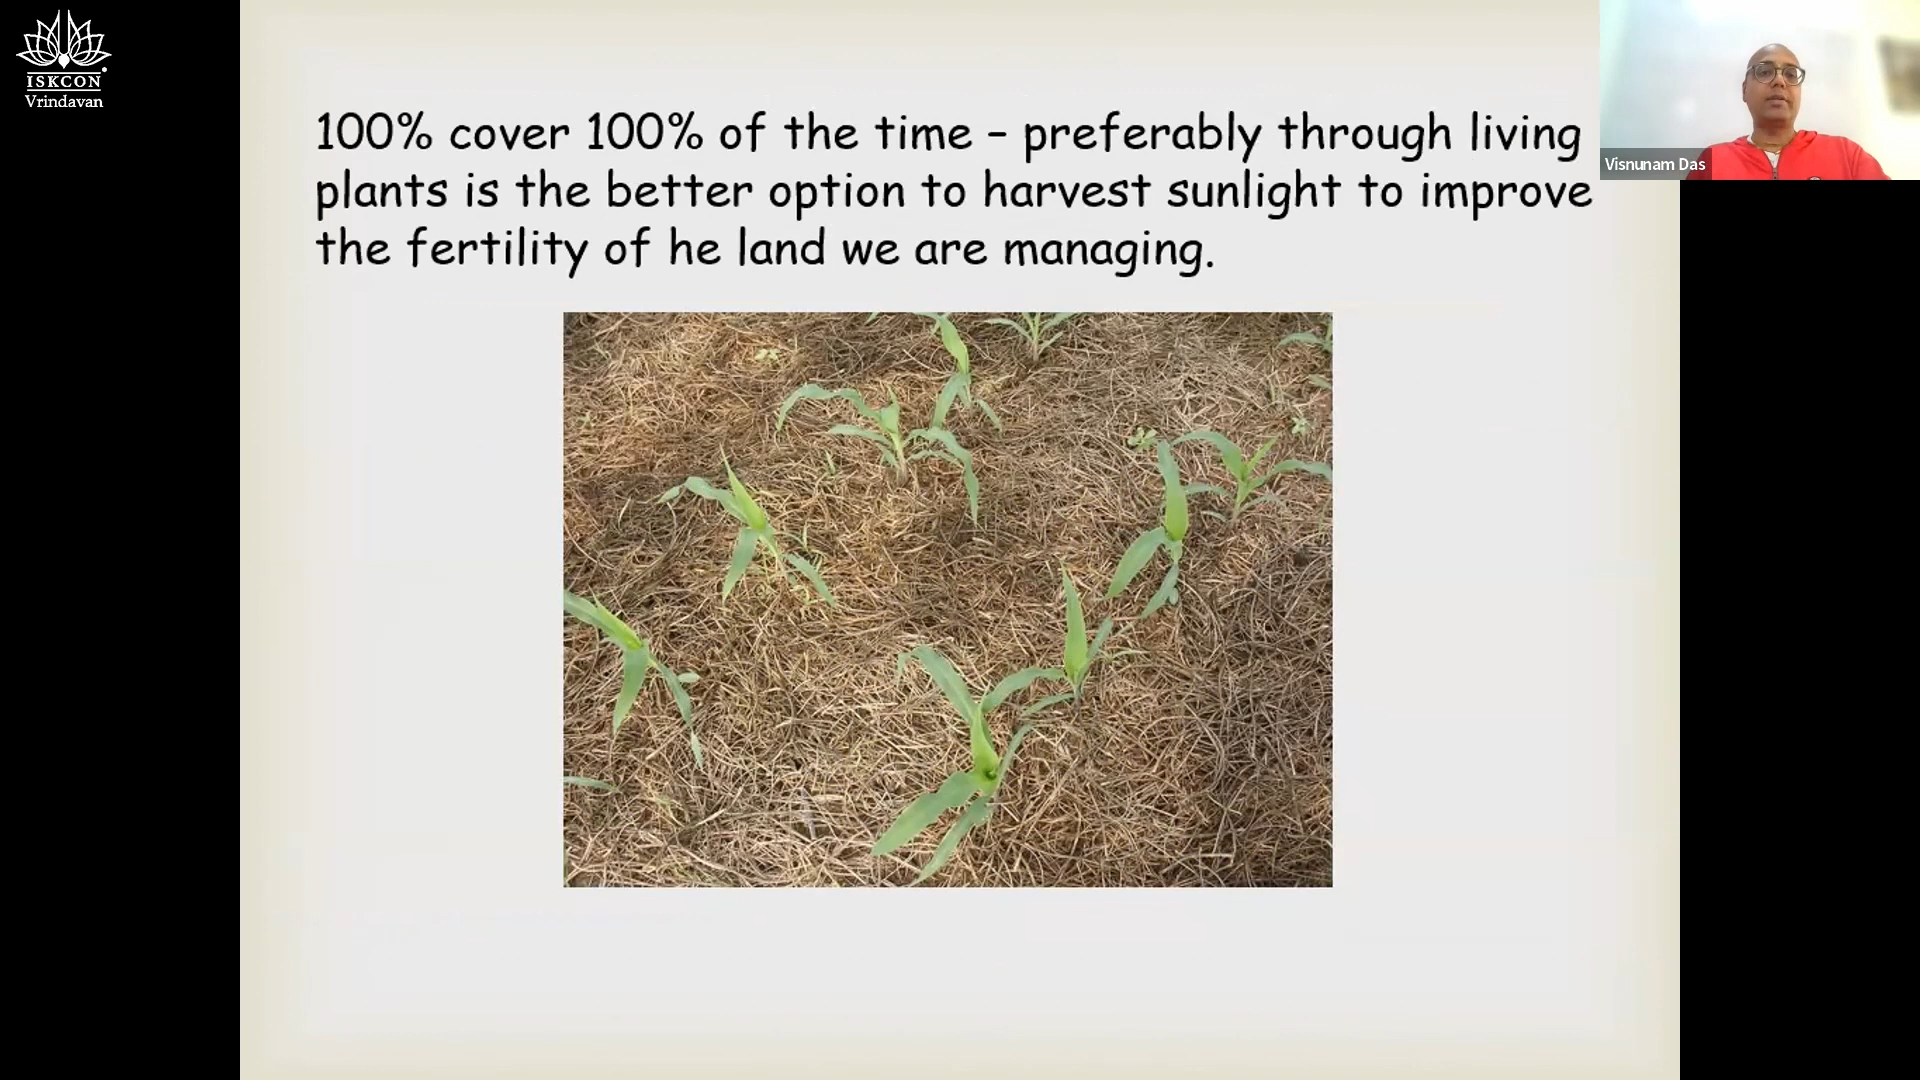 ISKCON
Vrindavan
100% cover 100% of the time – preferably through living
plants is the better option to harvest sunlight to improve
the fertility of he land we are managing.
Visnunam Das